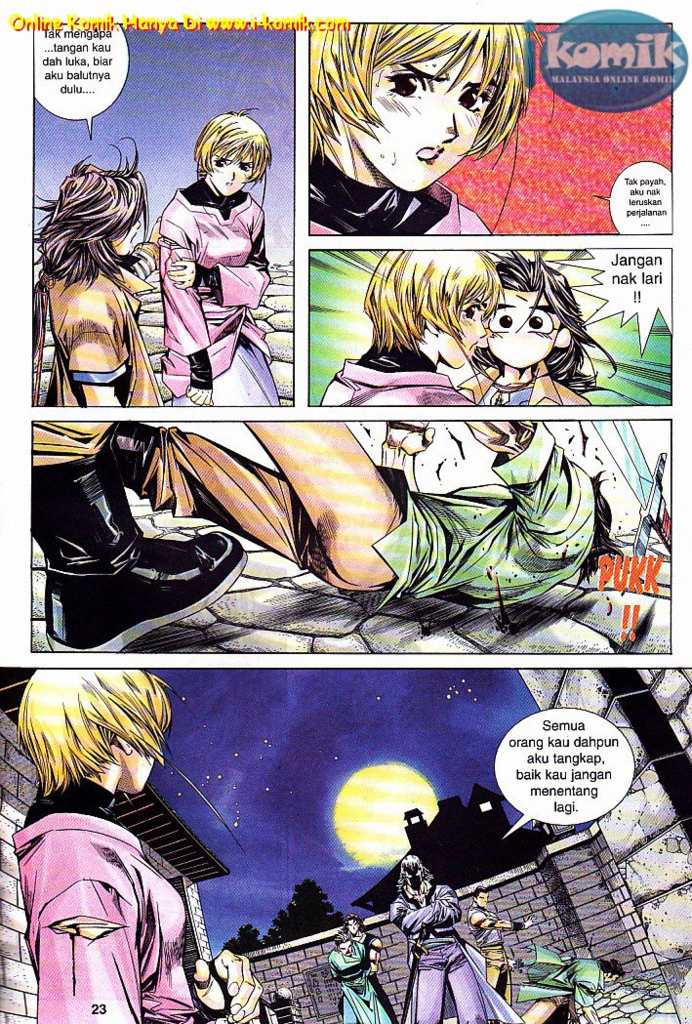 Online Komik Hanya Di www.i-komik.com
i komik
MALAYSIA ONLINE KOMIK
Tak mengapa
...tangan kau
dah luka, biar
aku balutnya
dulu....
Tak payah,
aku nak
teruskan
perjalanan
....
Jangan
nak lari
!!
PUKK
!!
Semua
orang kau dahpun
aku tangkap,
baik kau jangan
menentang
lagi.
23